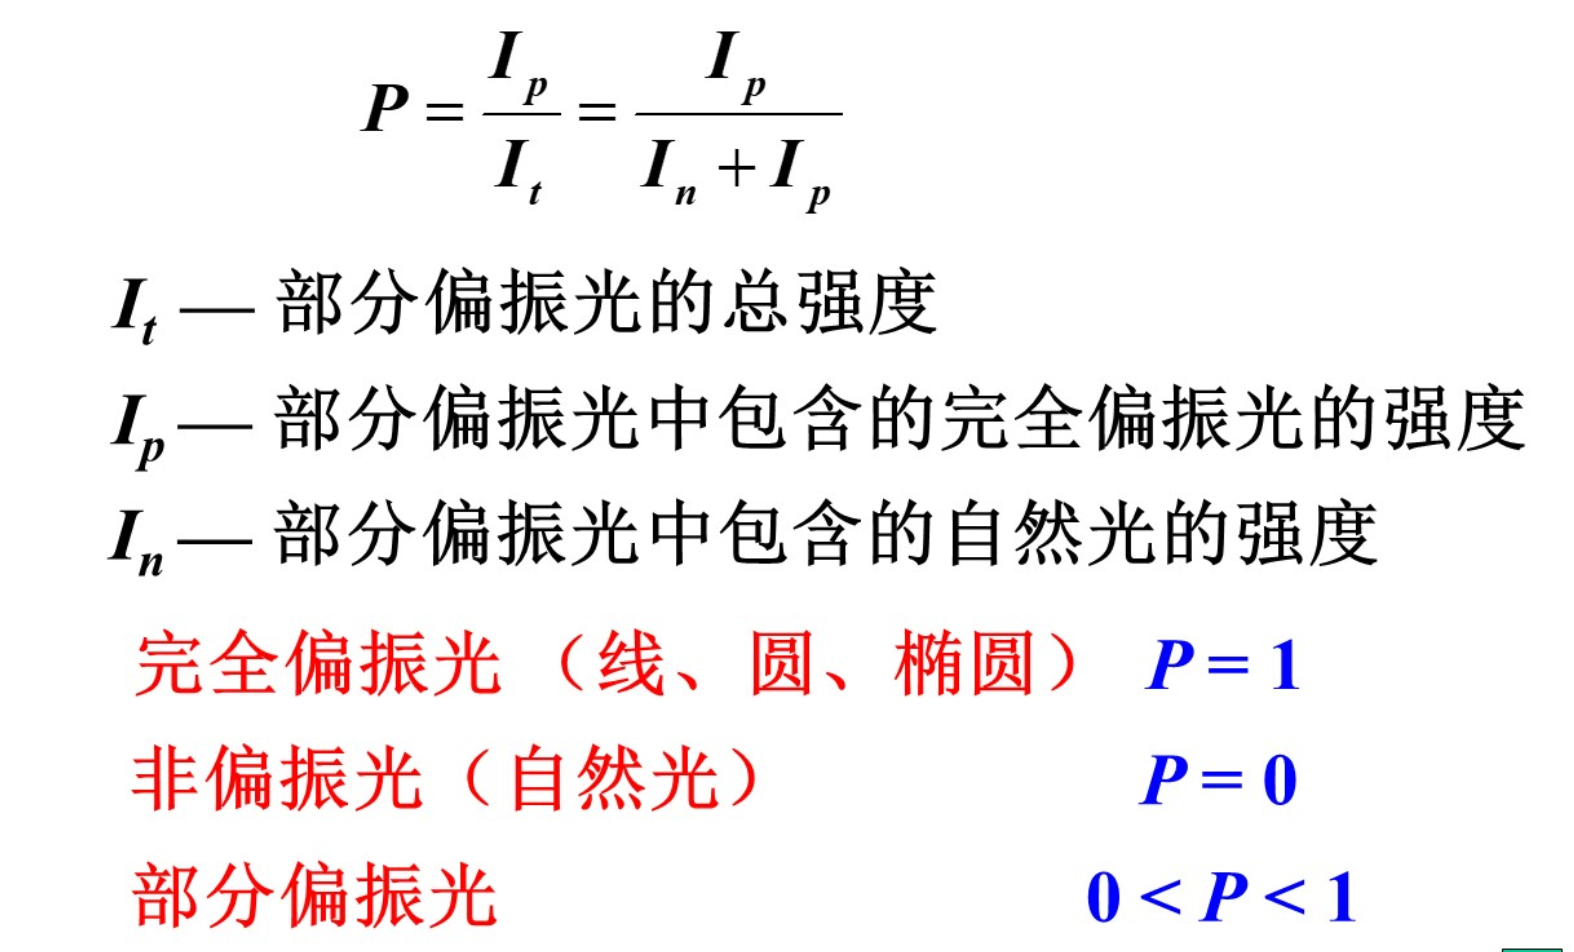 P = I_p / I_t = I_p / (I_n + I_p)
I_t — 部分偏振光的总强度
I_p — 部分偏振光中包含的完全偏振光的强度
I_n — 部分偏振光中包含的自然光的强度
完全偏振光 （线、圆、椭圆） P = 1
非偏振光（自然光） P = 0
部分偏振光 0 < P < 1